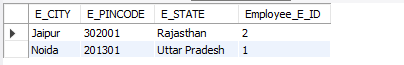 E_CITY E_PINCODE E_STATE Employee_E_ID
Jaipur 302001 Rajasthan 2
Noida 201301 Uttar Pradesh 1